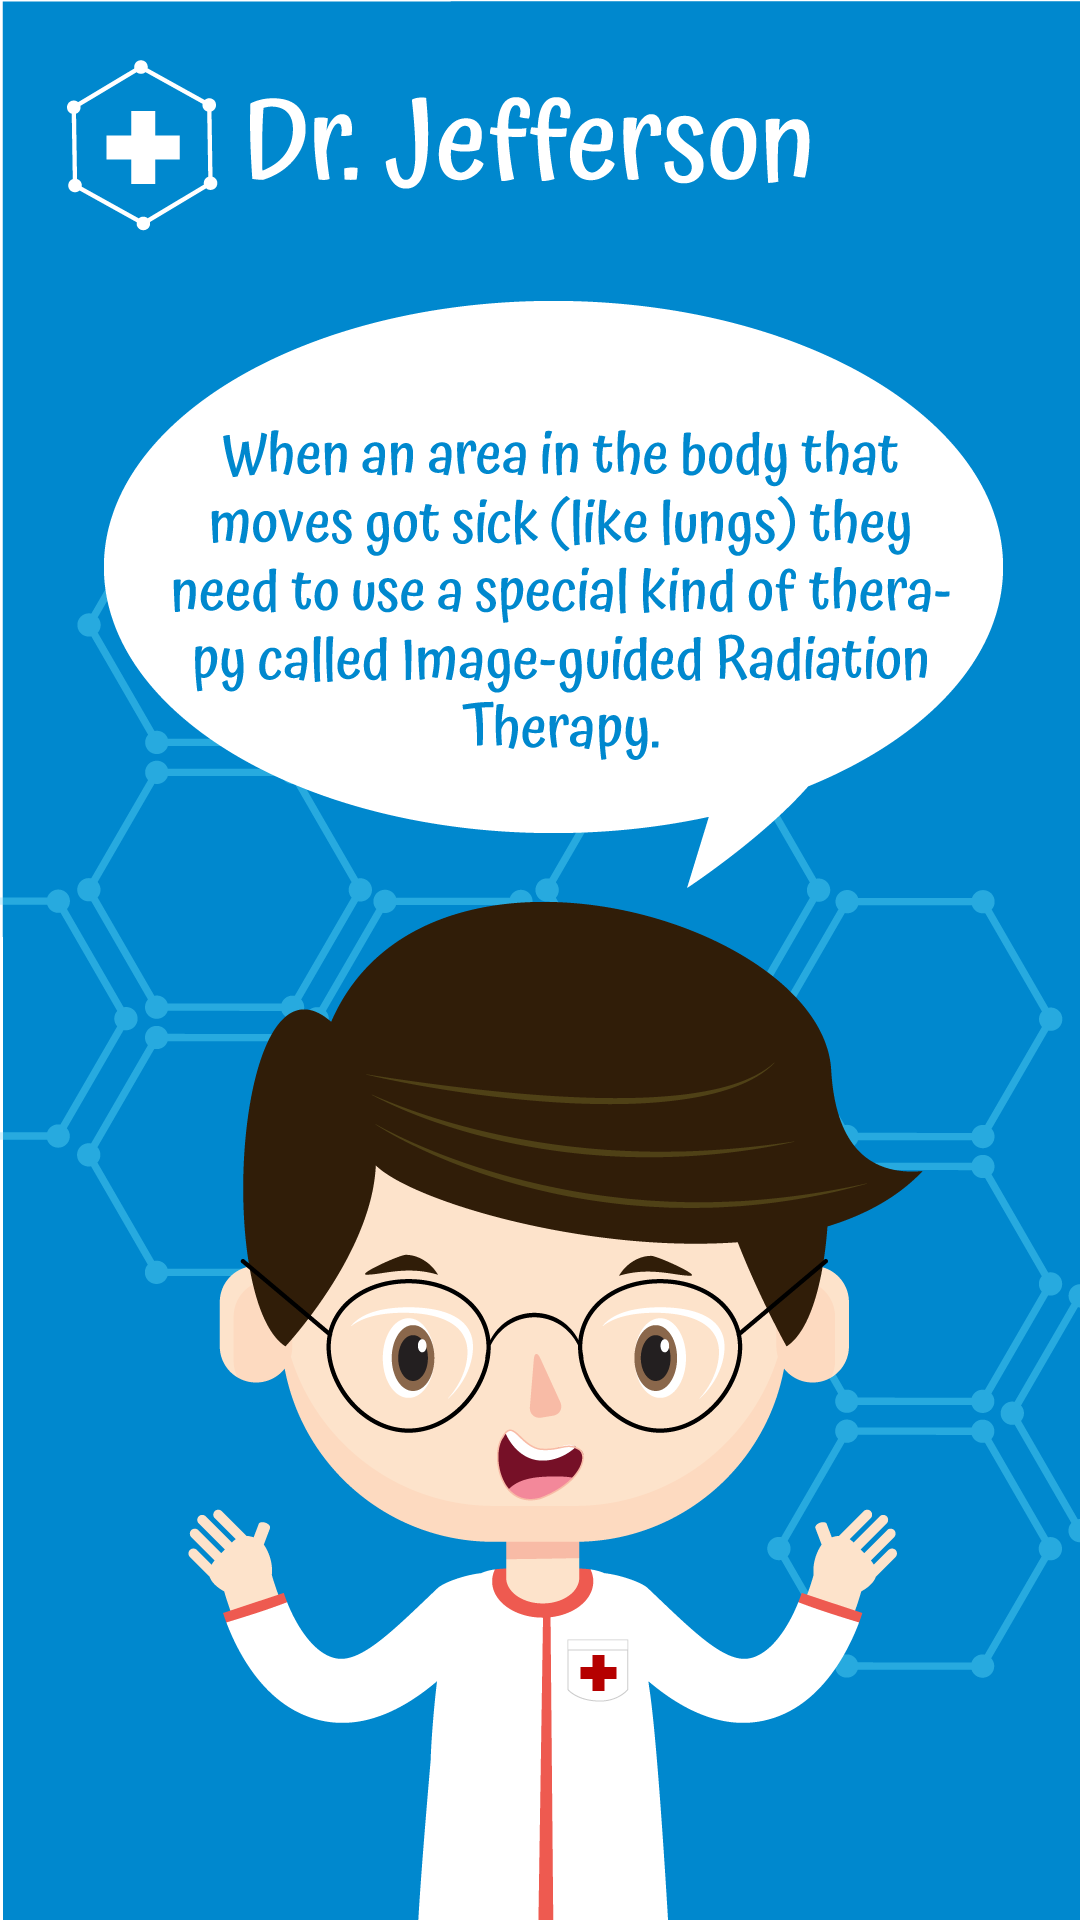 Dr. Jefferson
When an area in the body that
moves got sick (like lungs) they
need to use a special kind of thera-
py called Image-guided Radiation
Therapy.